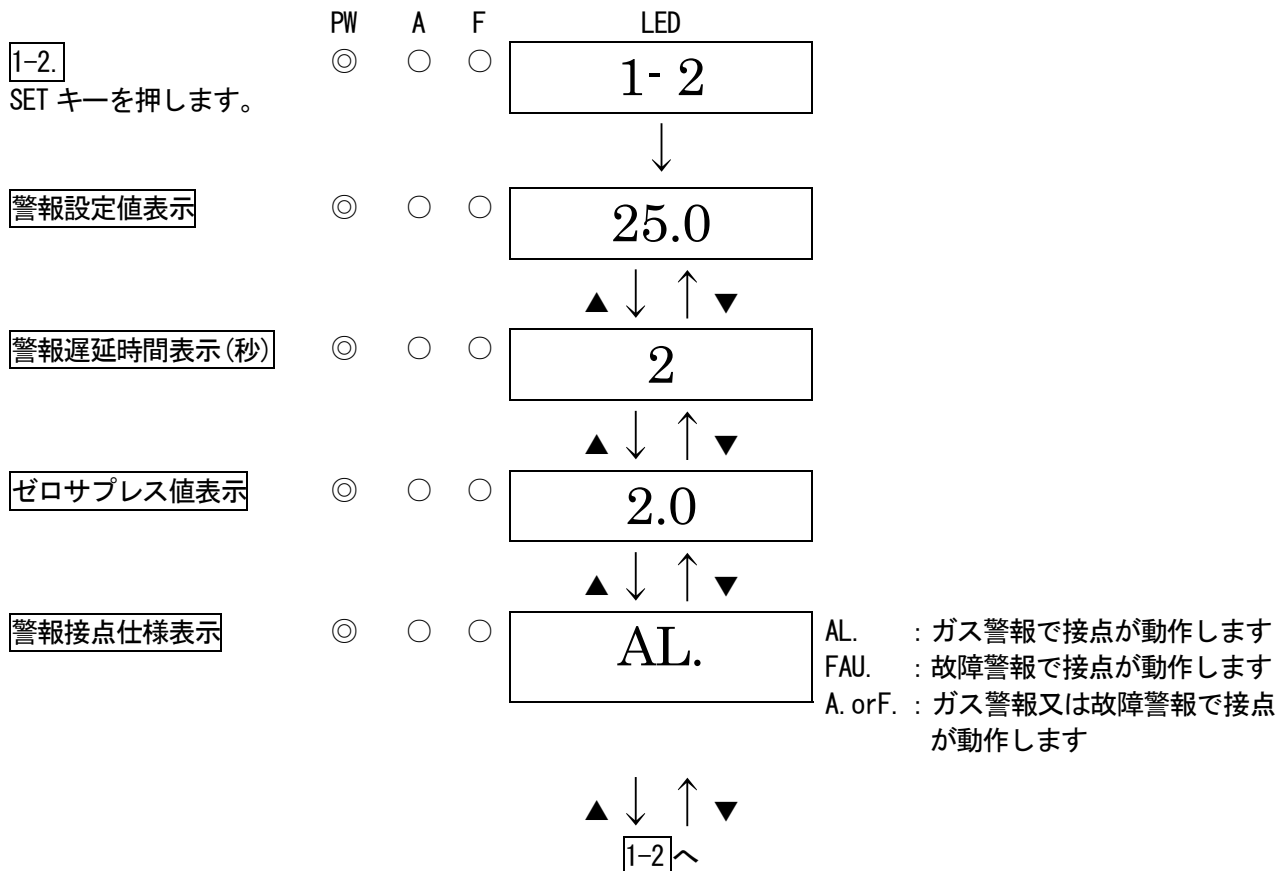 PW A F LED
1-2. ◎ ○ ○ 1- 2
SET キーを押します。
↓
警報設定値表示 ◎ ○ ○ 25.0
▲ ↓ ↑ ▼
警報遅延時間表示(秒) ◎ ○ ○ 2
▲ ↓ ↑ ▼
ゼロサプレス値表示 ◎ ○ ○ 2.0
▲ ↓ ↑ ▼
警報接点仕様表示 ◎ ○ ○ AL. AL. : ガス警報で接点が動作します
FAU. : 故障警報で接点が動作します
A.orF. : ガス警報又は故障警報で接点
が動作します
▲ ↓ ↑ ▼
1-2 へ